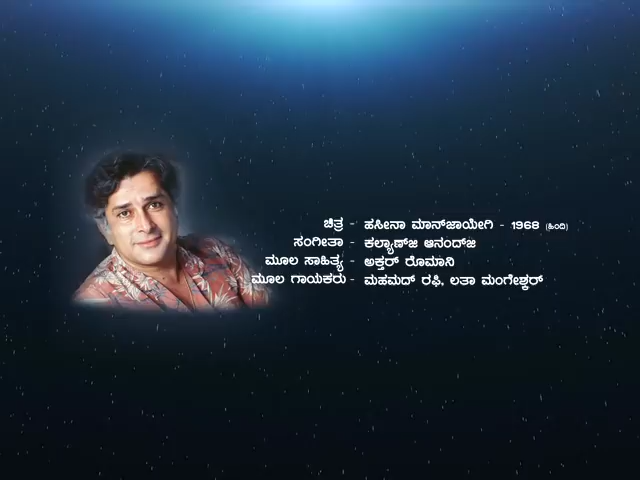 ಚಿತ್ರ - ಹಸೀನಾ ಮಾನ್‌ಜಾಯೇಗಿ - 1968 (ಹಿಂದಿ)
ಸಂಗೀತಾ - ಕಲ್ಯಾಣ್‌ಜಿ ಆನಂದ್‌ಜಿ
ಮೂಲ ಸಾಹಿತ್ಯ - ಅಕ್ತರ್ ರೊಮಾನಿ
ಮೂಲ ಗಾಯಕರು - ಮಹಮದ್ ರಫಿ, ಲತಾ ಮಂಗೇಶ್ಕರ್